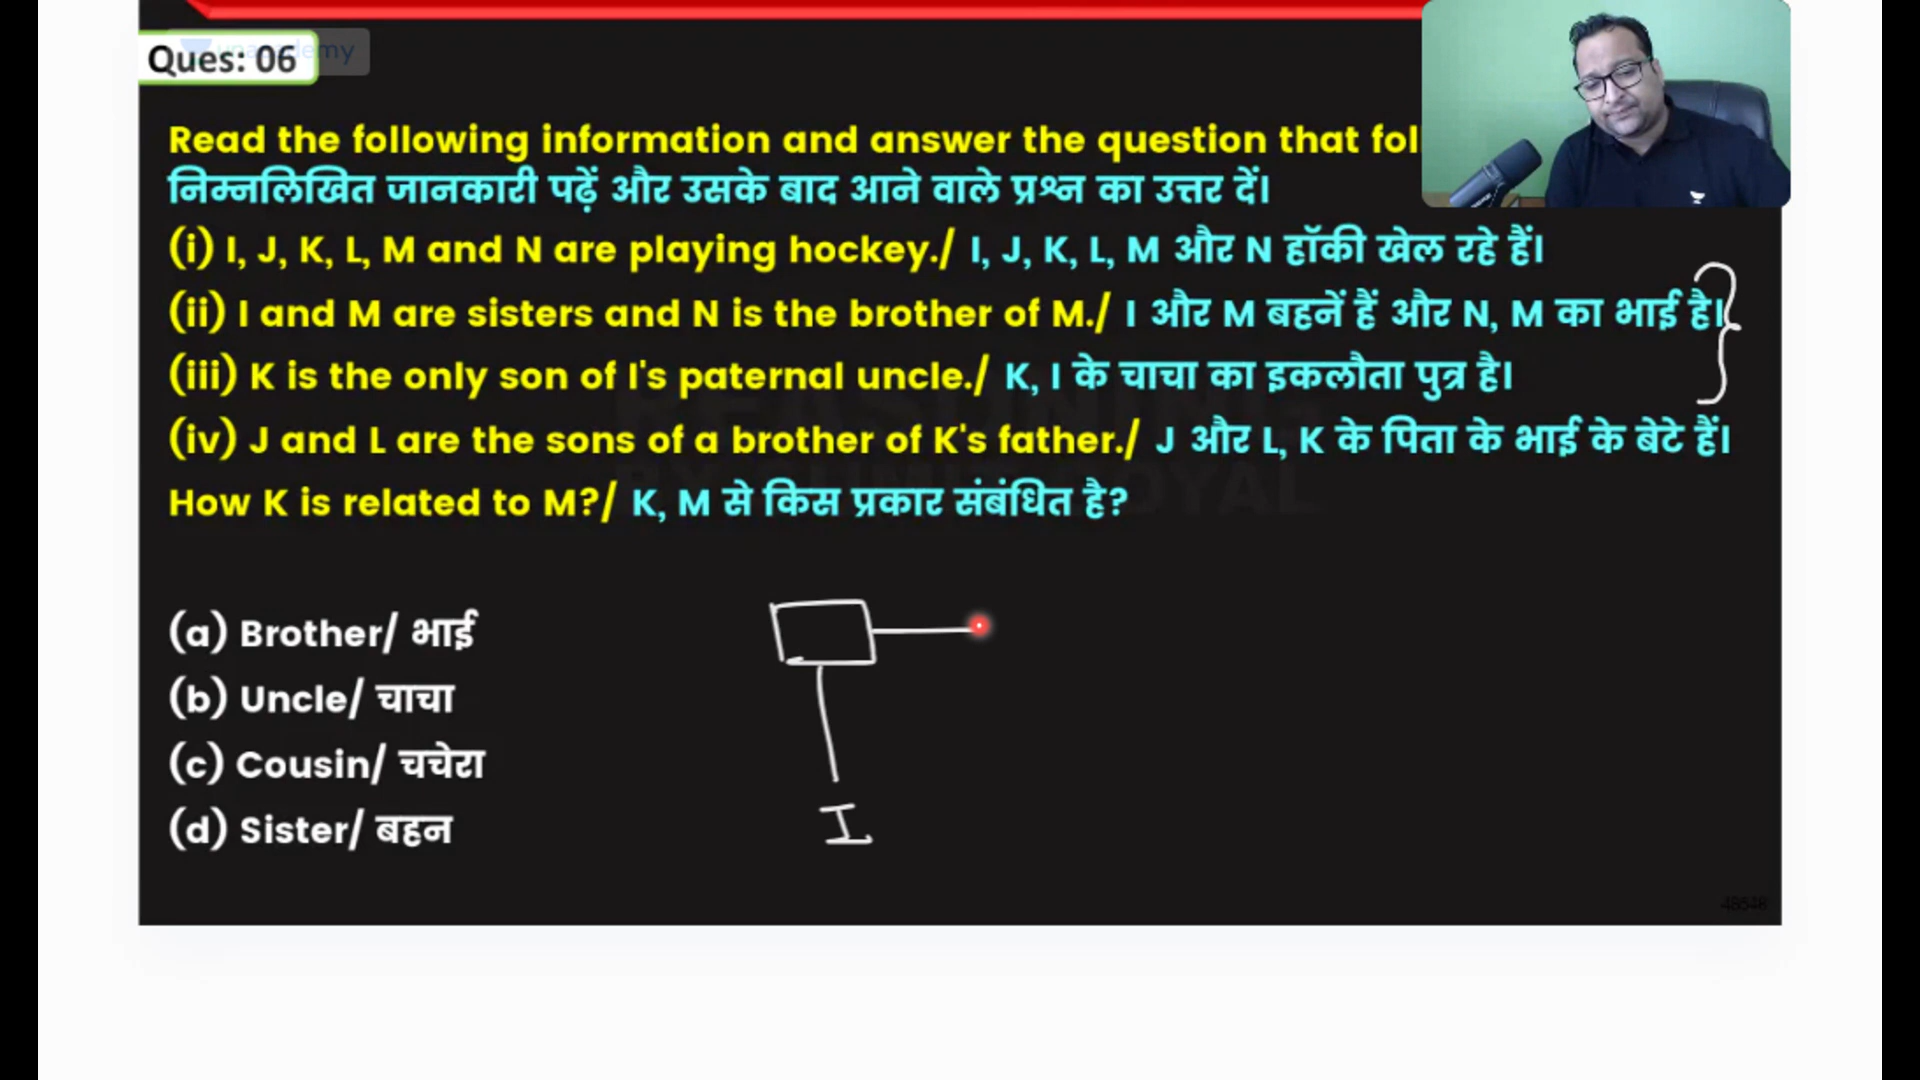 Ques: 06
Read the following information and answer the question that fol
निम्नलिखित जानकारी पढ़ें और उसके बाद आने वाले प्रश्न का उत्तर दें।
(i) I, J, K, L, M and N are playing hockey./ I, J, K, L, M और N हॉकी खेल रहे हैं।
(ii) I and M are sisters and N is the brother of M./ I और M बहनें हैं और N, M का भाई है।
(iii) K is the only son of I's paternal uncle./ K, I के चाचा का इकलौता पुत्र है।
(iv) J and L are the sons of a brother of K's father./ J और L, K के पिता के भाई के बेटे हैं।
How K is related to M?/ K, M से किस प्रकार संबंधित है?
(a) Brother/ भाई
(b) Uncle/ चाचा
(c) Cousin/ चचेरा
(d) Sister/ बहन
I
48548